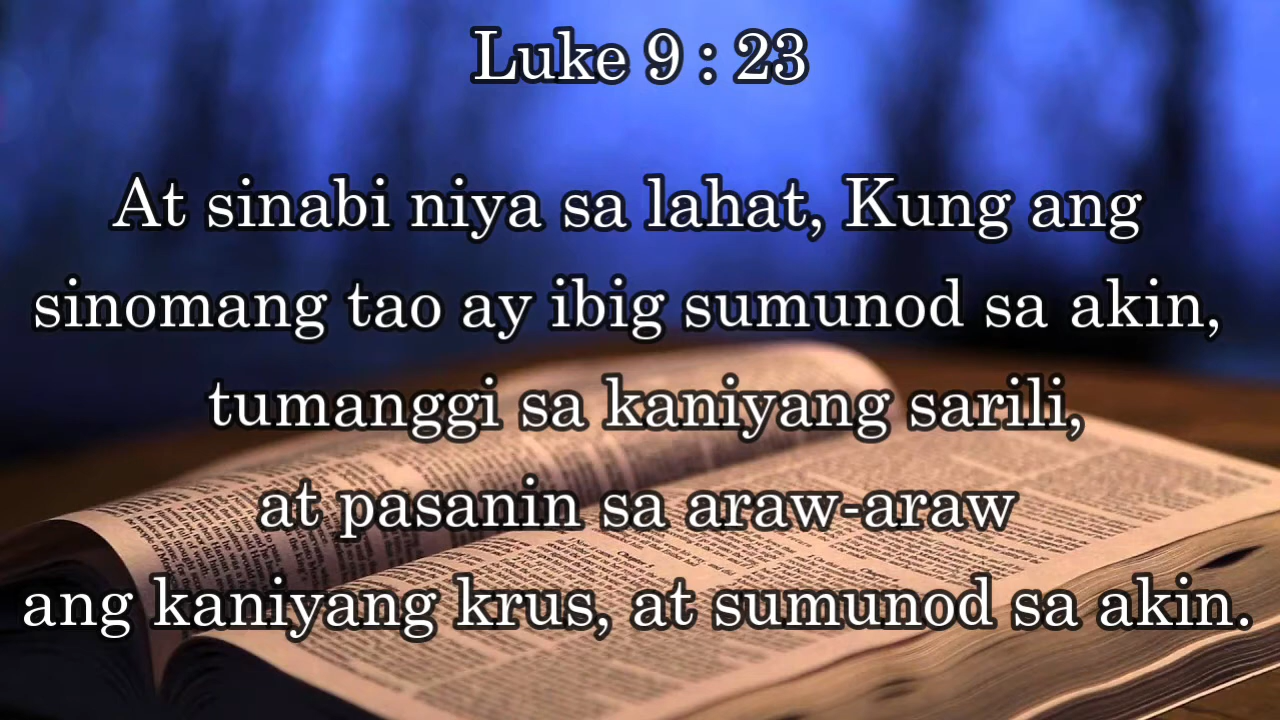 Luke 9 : 23
At sinabi niya sa lahat, Kung ang
sinomang tao ay ibig sumunod sa akin,
tumanggi sa kaniyang sarili,
at pasanin sa araw-araw
ang kaniyang krus, at sumunod sa akin.